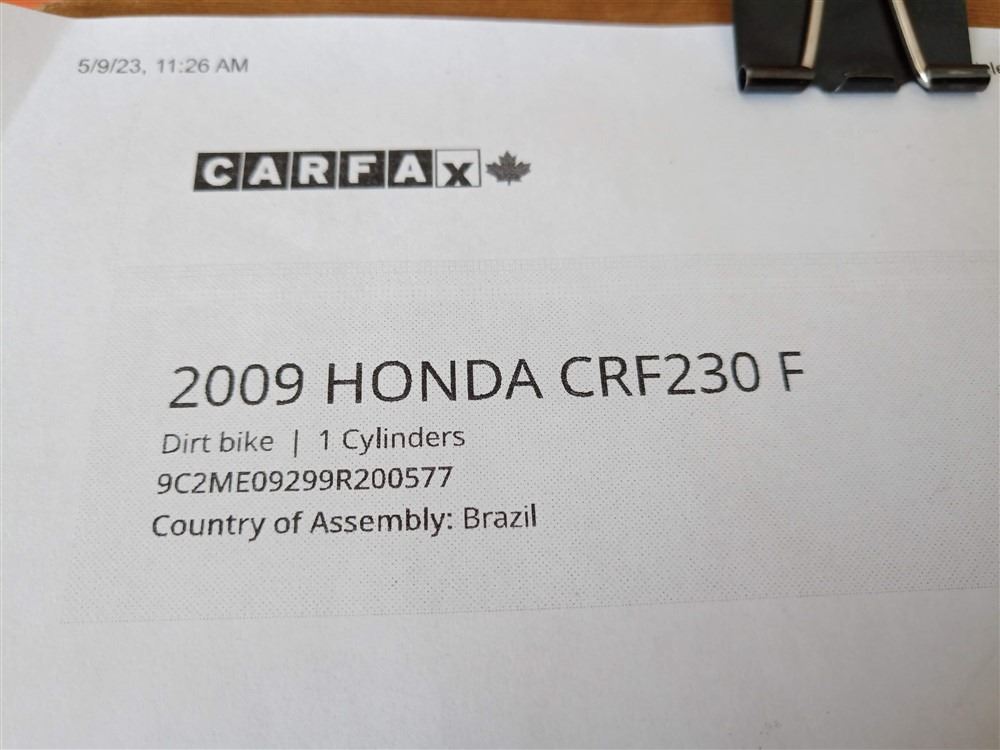 5/9/23, 11:26 AM
CARFAX
2009 HONDA CRF230 F
Dirt bike | 1 Cylinders
9C2ME09299R200577
Country of Assembly: Brazil